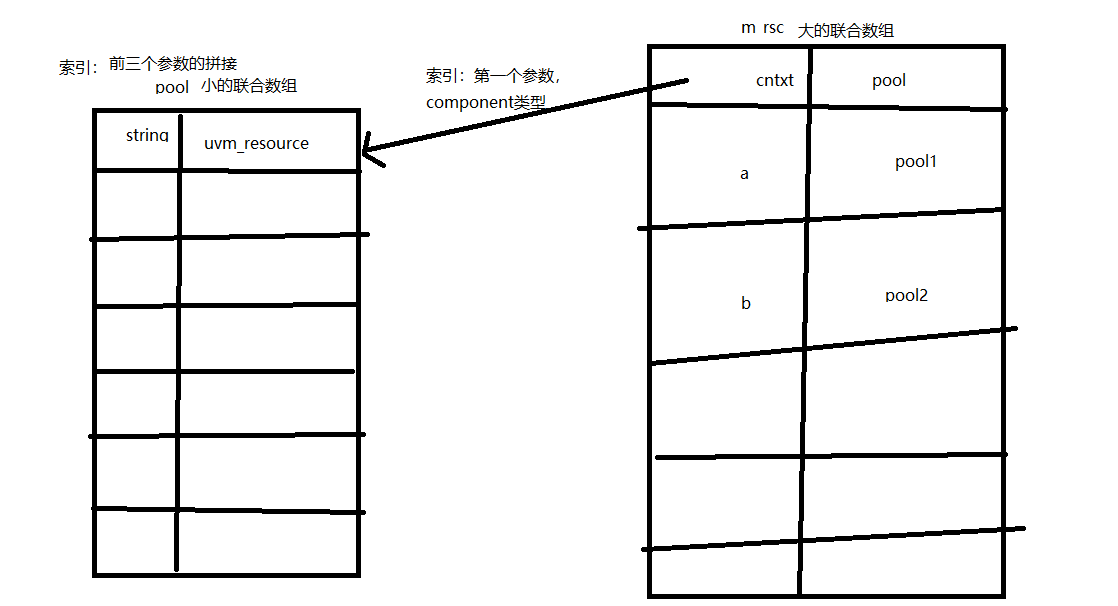 索引：前三个参数的拼接
pool 小的联合数组
string
uvm_resource
索引：第一个参数，
component类型
m rsc 大的联合数组
cntxt
pool
a
pool1
b
pool2